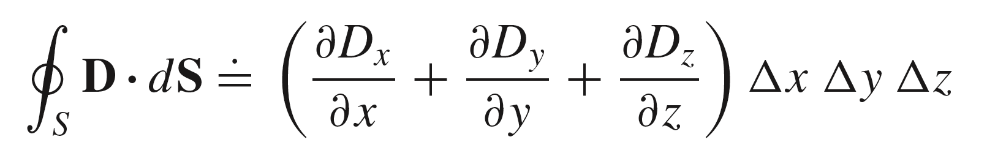 ∮_S 𝐃 · d𝐒 ≐ (∂D_x/∂x + ∂D_y/∂y + ∂D_z/∂z) Δx Δy Δz